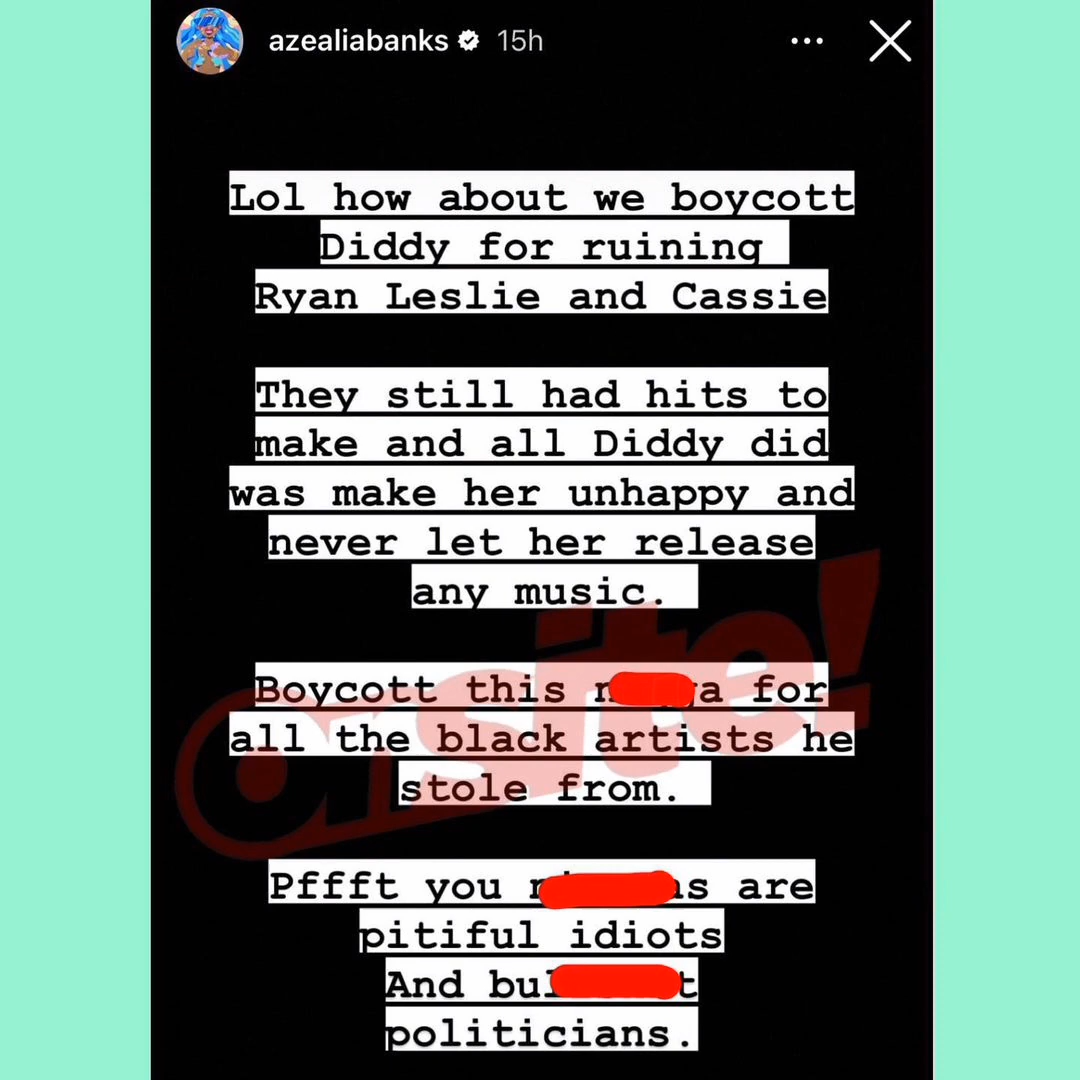 azealiabanks 15h
Lol how about we boycott
Diddy for ruining
Ryan Leslie and Cassie
They still had hits to
make and all Diddy did
was make her unhappy and
never let her release
any music.
Boycott this for
all the black artists he
stole from.
Pffft you are
pitiful idiots
And
politicians.
Onsite!